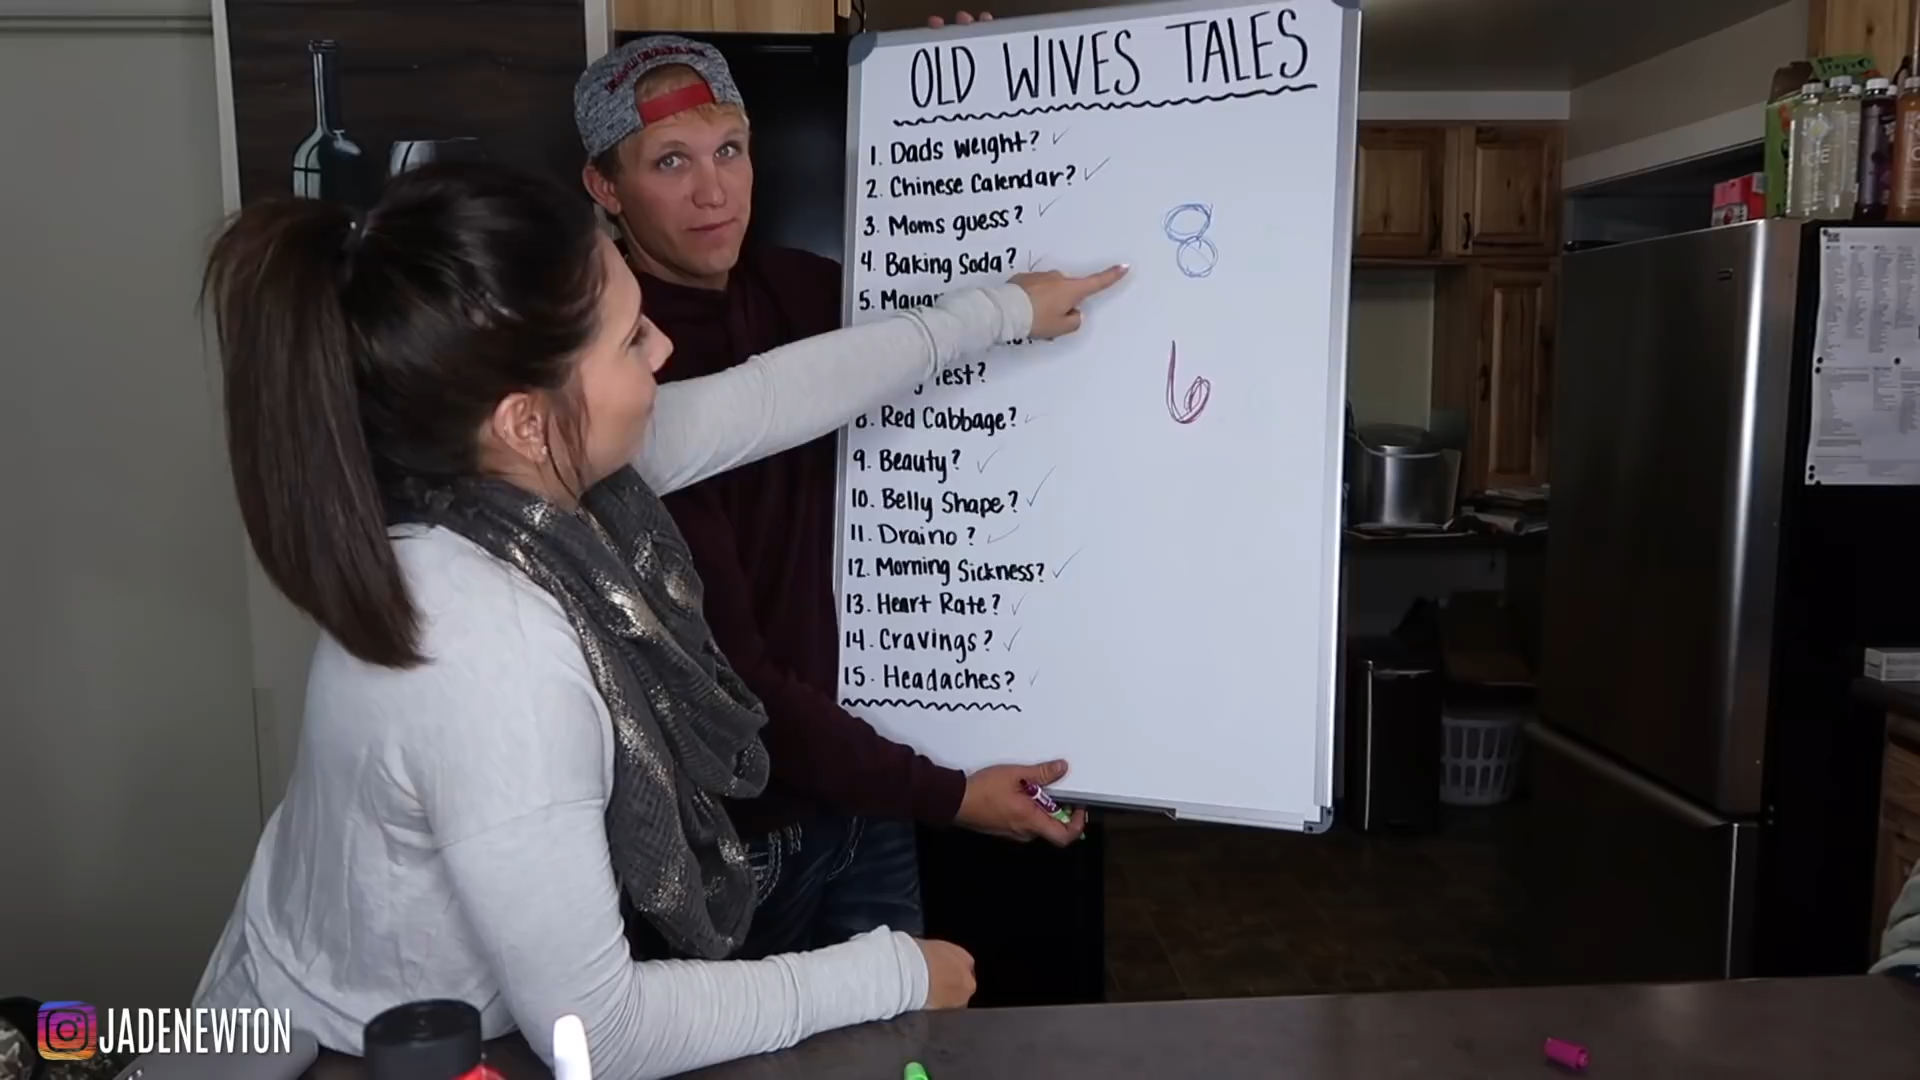 OLD WIVES TALES
1. Dads weight? ✓
2. Chinese Calendar? ✓
3. Moms guess? ✓
4. Baking Soda? ✓
5.
est?
8. Red Cabbage? ✓
9. Beauty? ✓
10. Belly Shape? ✓
11. Draino? ✓
12. Morning Sickness? ✓
13. Heart Rate? ✓
14. Cravings? ✓
15. Headaches? ✓
8
6
JADENEWTON